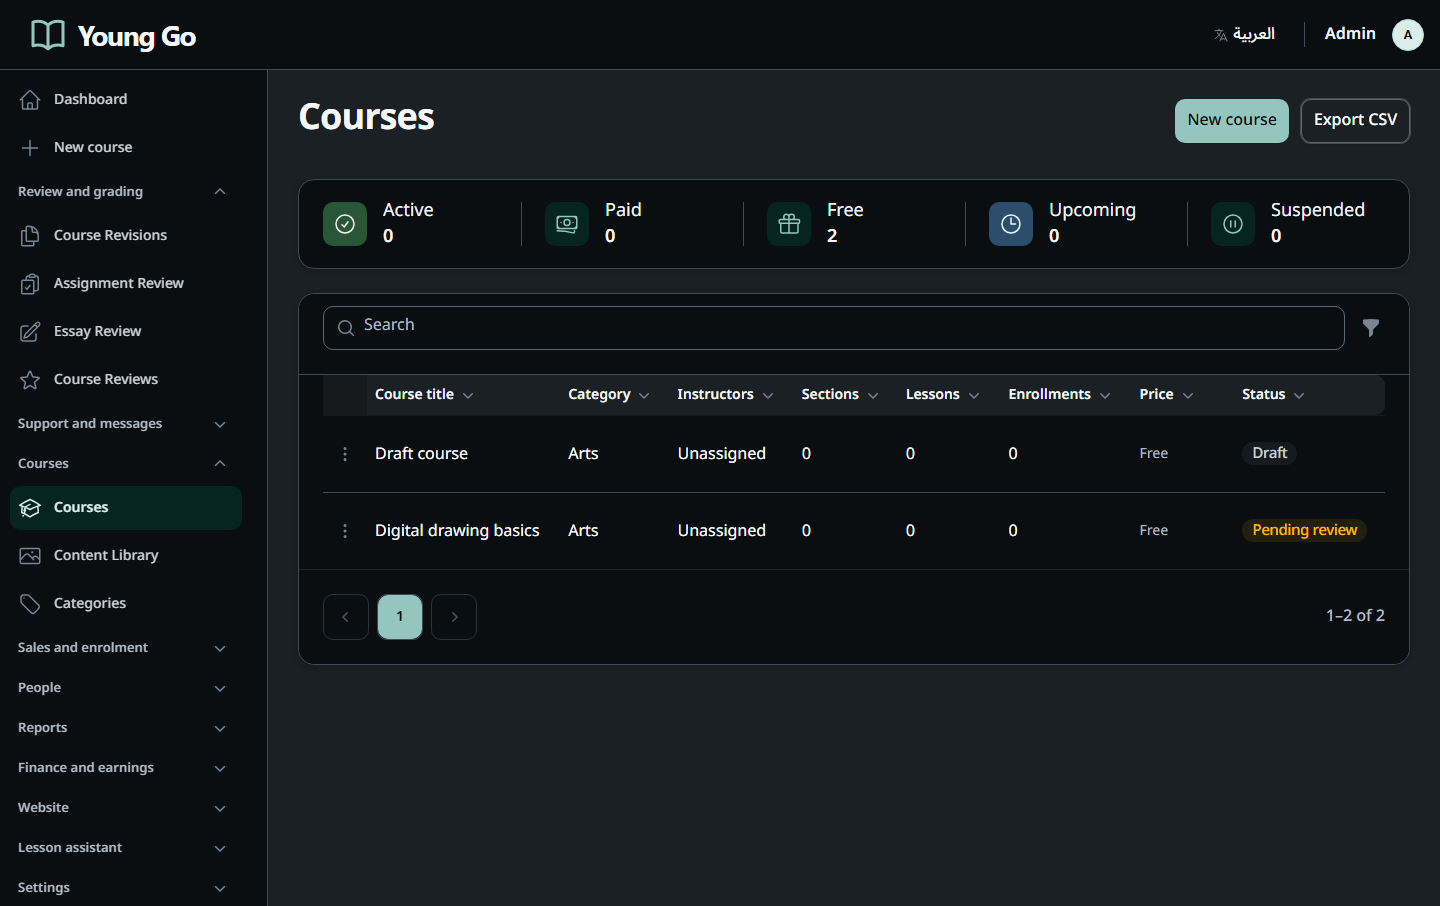 Young Go
العربية
Admin
A
Dashboard
New course
Review and grading
Course Revisions
Assignment Review
Essay Review
Course Reviews
Support and messages
Courses
Courses
Content Library
Categories
Sales and enrolment
People
Reports
Finance and earnings
Website
Lesson assistant
Settings
Courses
New course
Export CSV
Active
0
Paid
0
Free
2
Upcoming
0
Suspended
0
Search
Course title Category Instructors Sections Lessons Enrollments Price Status
Draft course Arts Unassigned 0 0 0 Free Draft
Digital drawing basics Arts Unassigned 0 0 0 Free Pending review
1
1–2 of 2